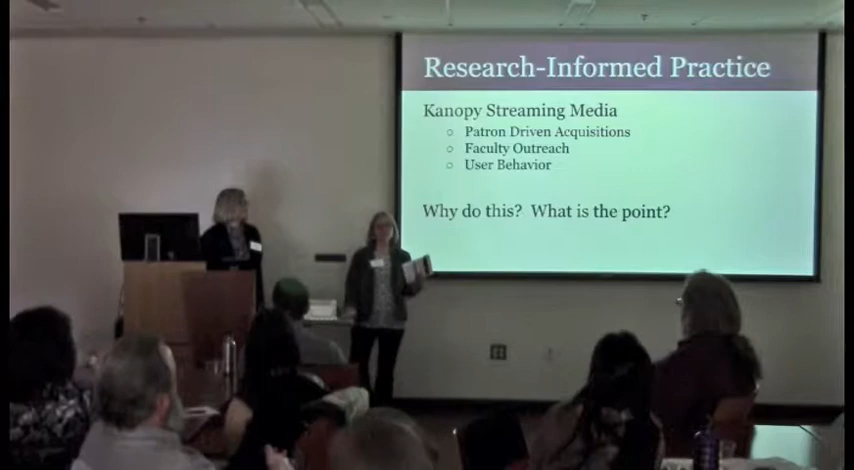 Research-Informed Practice
Kanopy Streaming Media
○ Patron Driven Acquisitions
○ Faculty Outreach
○ User Behavior
Why do this? What is the point?